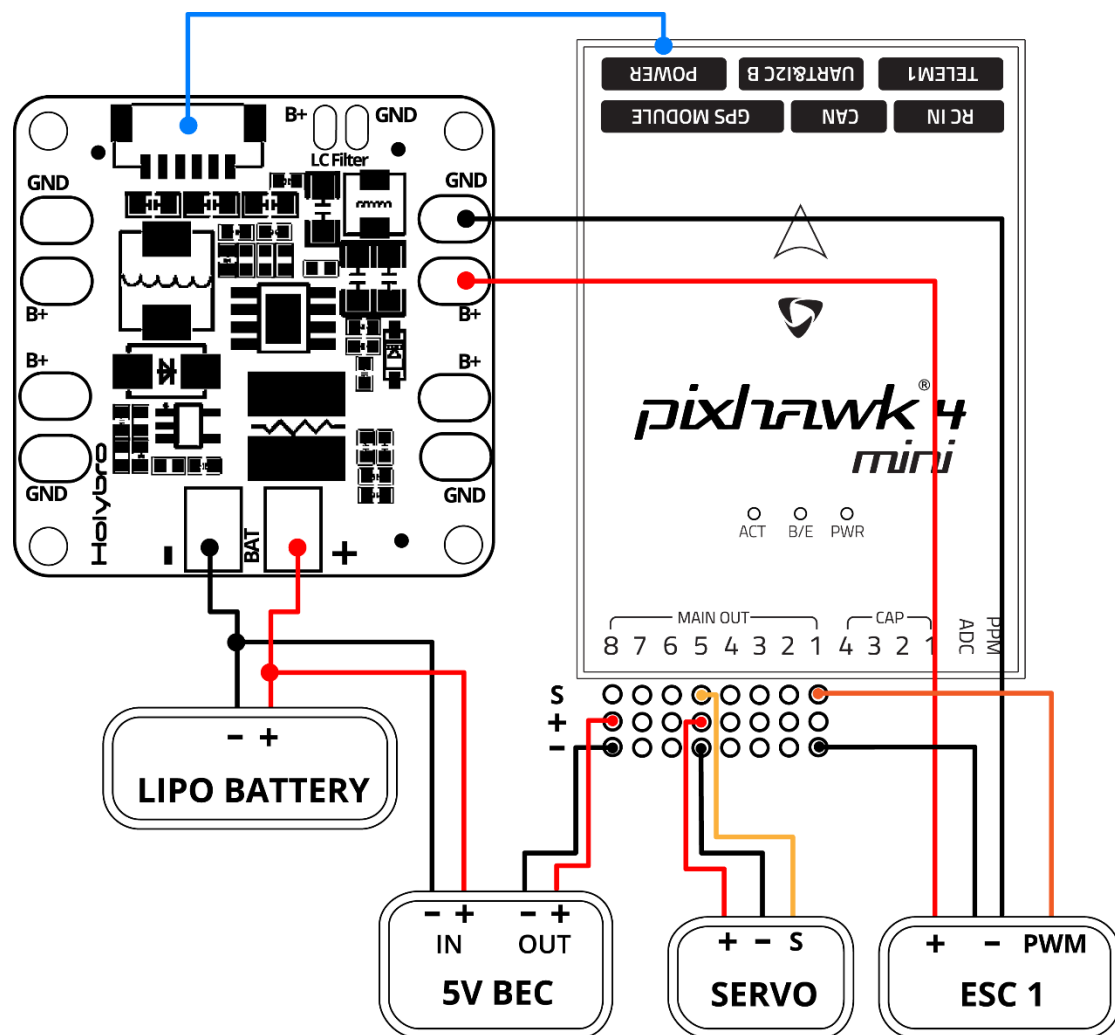 POWER
UART&I2C B
TELEM1
GPS MODULE
CAN
RC IN
B+
GND
LC Filter
GND
GND
B+
B+
B+
B+
GND
GND
Holybro
-
BAT
+
pixhawk® 4
mini
ACT B/E PWR
MAIN OUT
CAP
8 7 6 5 4 3 2 1
4 3 2 1
ADC
PPM
S
+
-
- +
LIPO BATTERY
- + - +
IN OUT
5V BEC
+ - S
SERVO
+ - PWM
ESC 1